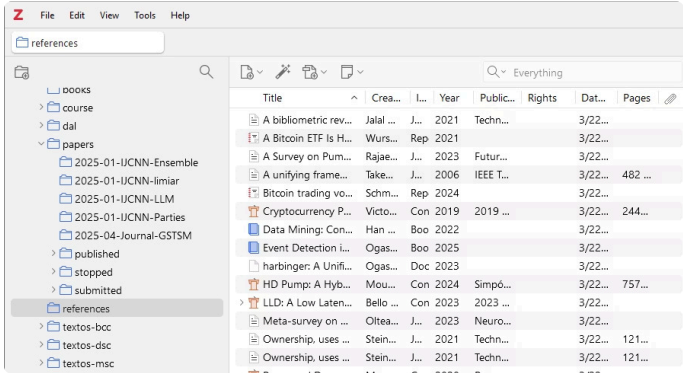 Z File Edit View Tools Help
references
Everything
Title Crea... I... Year Public... Rights Dat... Pages
books
course
dal
papers
2025-01-IJCNN-Ensemble
2025-01-IJCNN-limiar
2025-01-IJCNN-LLM
2025-01-IJCNN-Parties
2025-04-Journal-GSTSM
published
stopped
submitted
references
textos-bcc
textos-dsc
textos-msc
A bibliometric rev... Jalal ... J... 2021 Techn... 3/22...
A Bitcoin ETF Is H... Wurs... Rep 2021 3/22...
A Survey on Pum... Rajae... J... 2023 Futur... 3/22...
A unifying frame... Take... J... 2006 IEEE T... 3/22... 482 ...
Bitcoin trading vo... Schm... Rep 2024 3/22...
Cryptocurrency P... Victo... Con 2019 2019 ... 3/22... 244...
Data Mining: Con... Han ... Boo 2022 3/22...
Event Detection i... Ogas... Boo 2025 3/22...
harbinger: A Unifi... Ogas... Doc 2023 3/22...
HD Pump: A Hyb... Mou... Con 2024 Simpó... 3/22... 757...
LLD: A Low Laten... Bello ... Con 2023 2023 ... 3/22...
Meta-survey on ... Oltea... J... 2023 Neuro... 3/22...
Ownership, uses ... Stein... J... 2021 Techn... 3/22... 121...
Ownership, uses ... Stein... J... 2021 Techn... 3/22... 121...